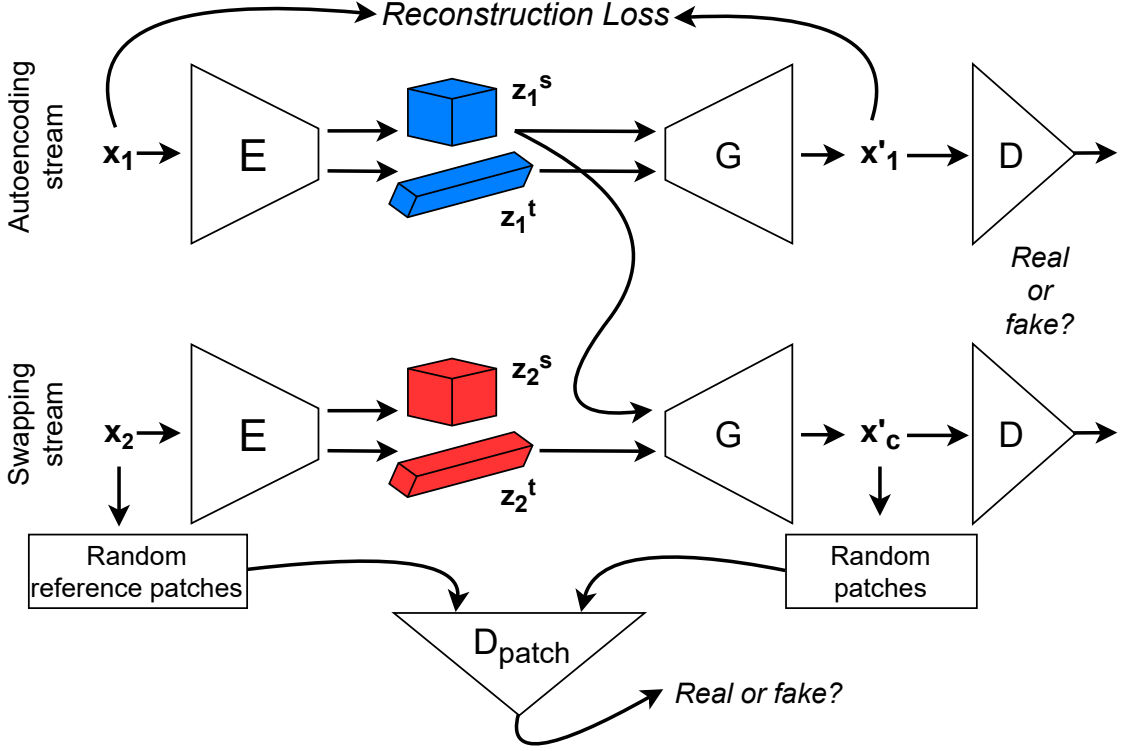 Reconstruction Loss
Autoencoding
stream
x₁
E
z₁ˢ
z₁ᵗ
G
x'₁
D
Real
or
fake?
Swapping
stream
x₂
E
z₂ˢ
z₂ᵗ
G
x'c
D
Random
reference patches
Random
patches
Dpatch
Real or fake?